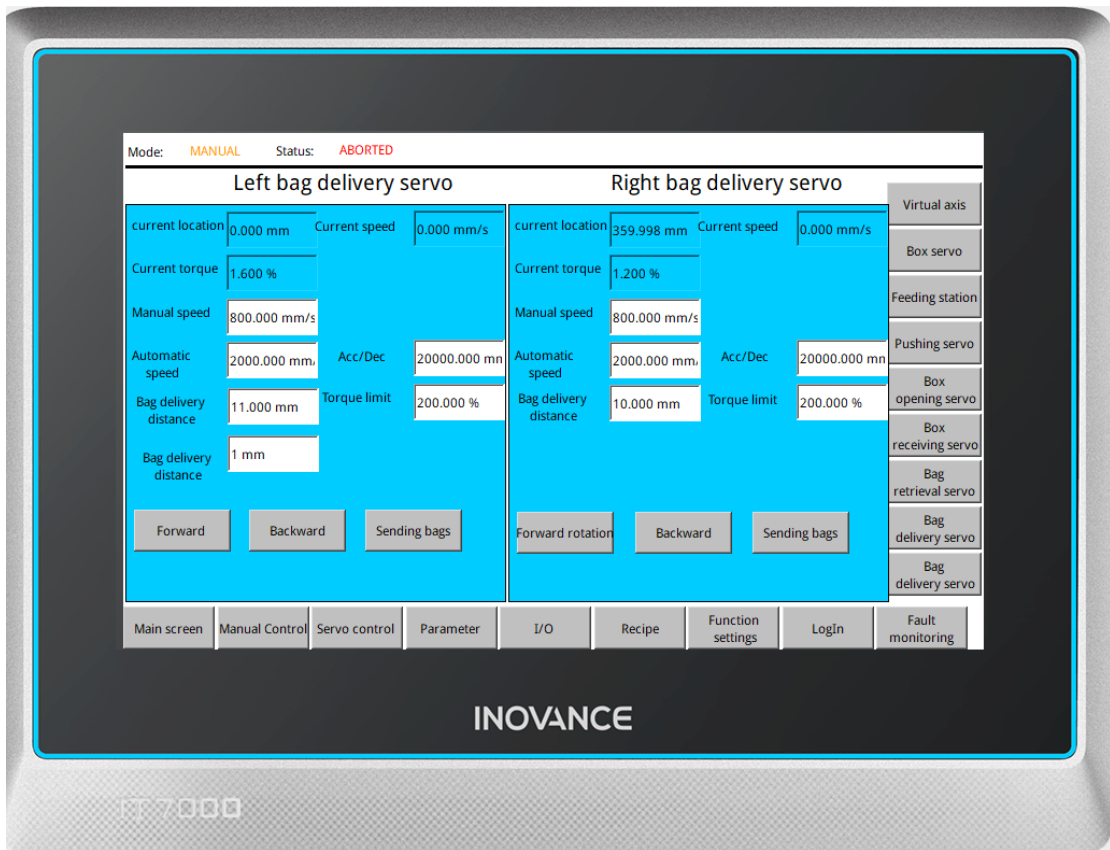 Mode: MANUAL Status: ABORTED
Left bag delivery servo
Right bag delivery servo
current location 0.000 mm Current speed 0.000 mm/s
Current torque 1.600 %
Manual speed 800.000 mm/s
Automatic speed 2000.000 mm, Acc/Dec 20000.000 mn
Bag delivery distance 11.000 mm Torque limit 200.000 %
Bag delivery distance 1 mm
Forward Backward Sending bags
current location 359.998 mm Current speed 0.000 mm/s
Current torque 1.200 %
Manual speed 800.000 mm/s
Automatic speed 2000.000 mm, Acc/Dec 20000.000 mn
Bag delivery distance 10.000 mm Torque limit 200.000 %
Forward rotation Backward Sending bags
Virtual axis
Box servo
Feeding station
Pushing servo
Box
opening servo
Box
receiving servo
Bag
retrieval servo
Bag
delivery servo
Bag
delivery servo
Main screen Manual Control Servo control Parameter I/O Recipe Function settings LogIn Fault monitoring
INOVANCE
IT 7000